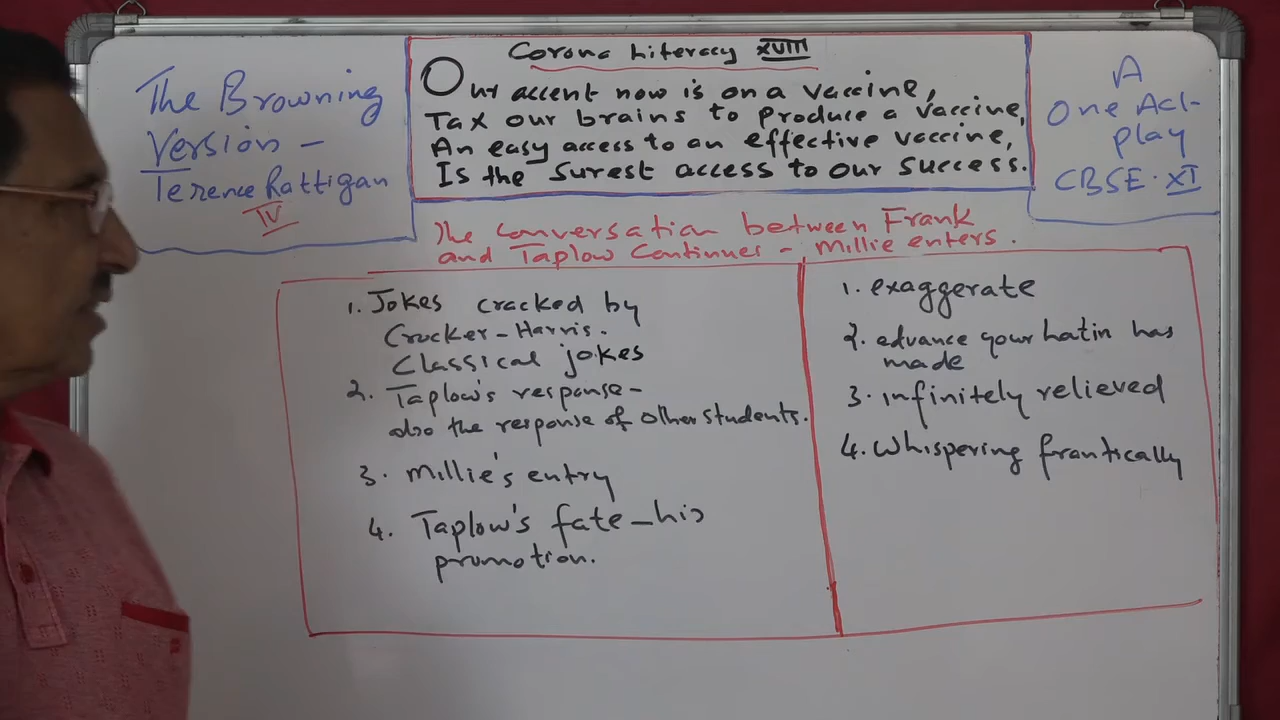 The Browning
Version -
Terence Rattigan
IV
Corona Literacy XVIII
Our accent now is on a vaccine,
Tax our brains to produce a vaccine,
An easy access to an effective vaccine,
Is the surest access to our success.
A
One Act-
play
CBSE. XI
The conversation between Frank
and Taplow Continues - Millie enters.
1. Jokes cracked by
Crocker-Harris.
Classical jokes
2. Taplow's response-
also the response of other students.
3. Millie's entry
4. Taplow's fate-his
promotion.
1. exaggerate
2. advance your Latin has
made
3. infinitely relieved
4. Whispering frantically